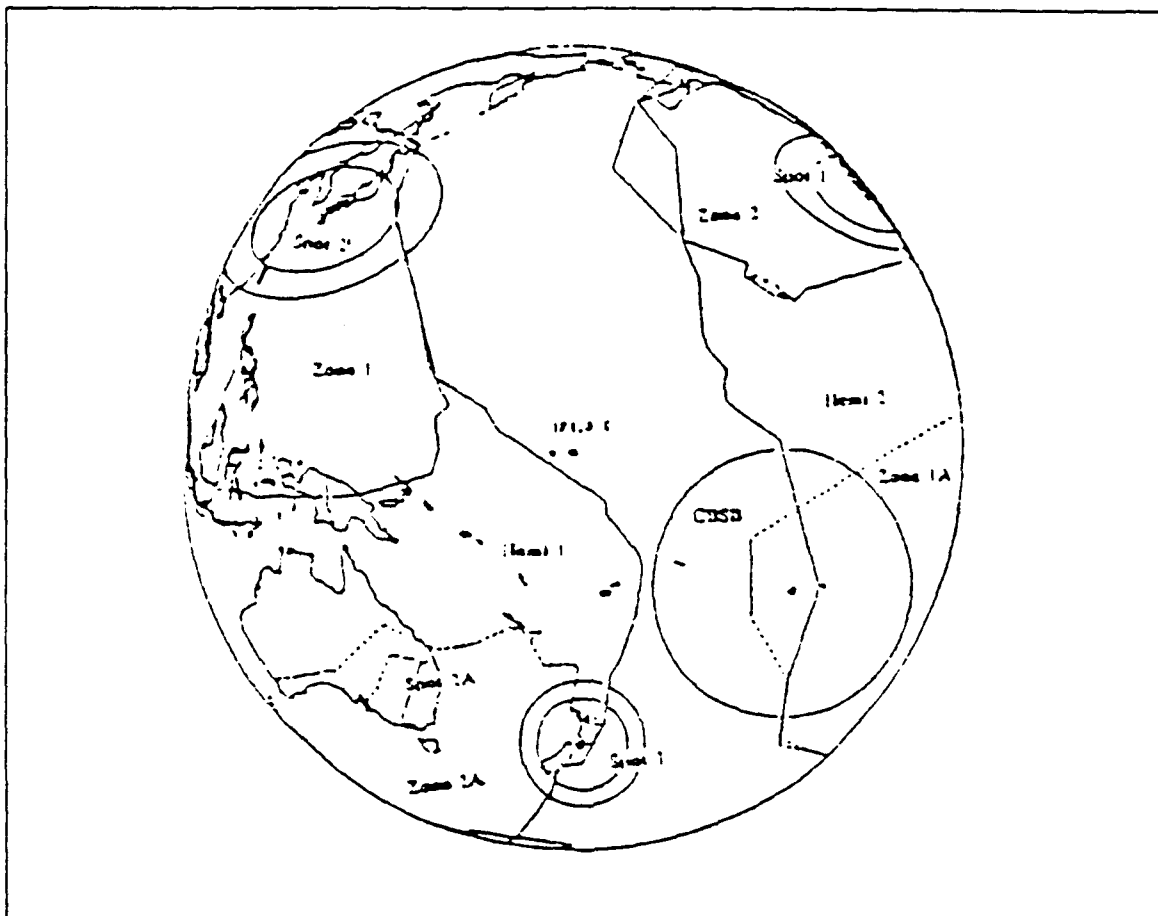 Spot 1
Zone 2
Spot 2
Zone 1
Hemi 2
Zone 1A
CBSB
Hemi 1
Spot 2A
Spot
Zone 2A